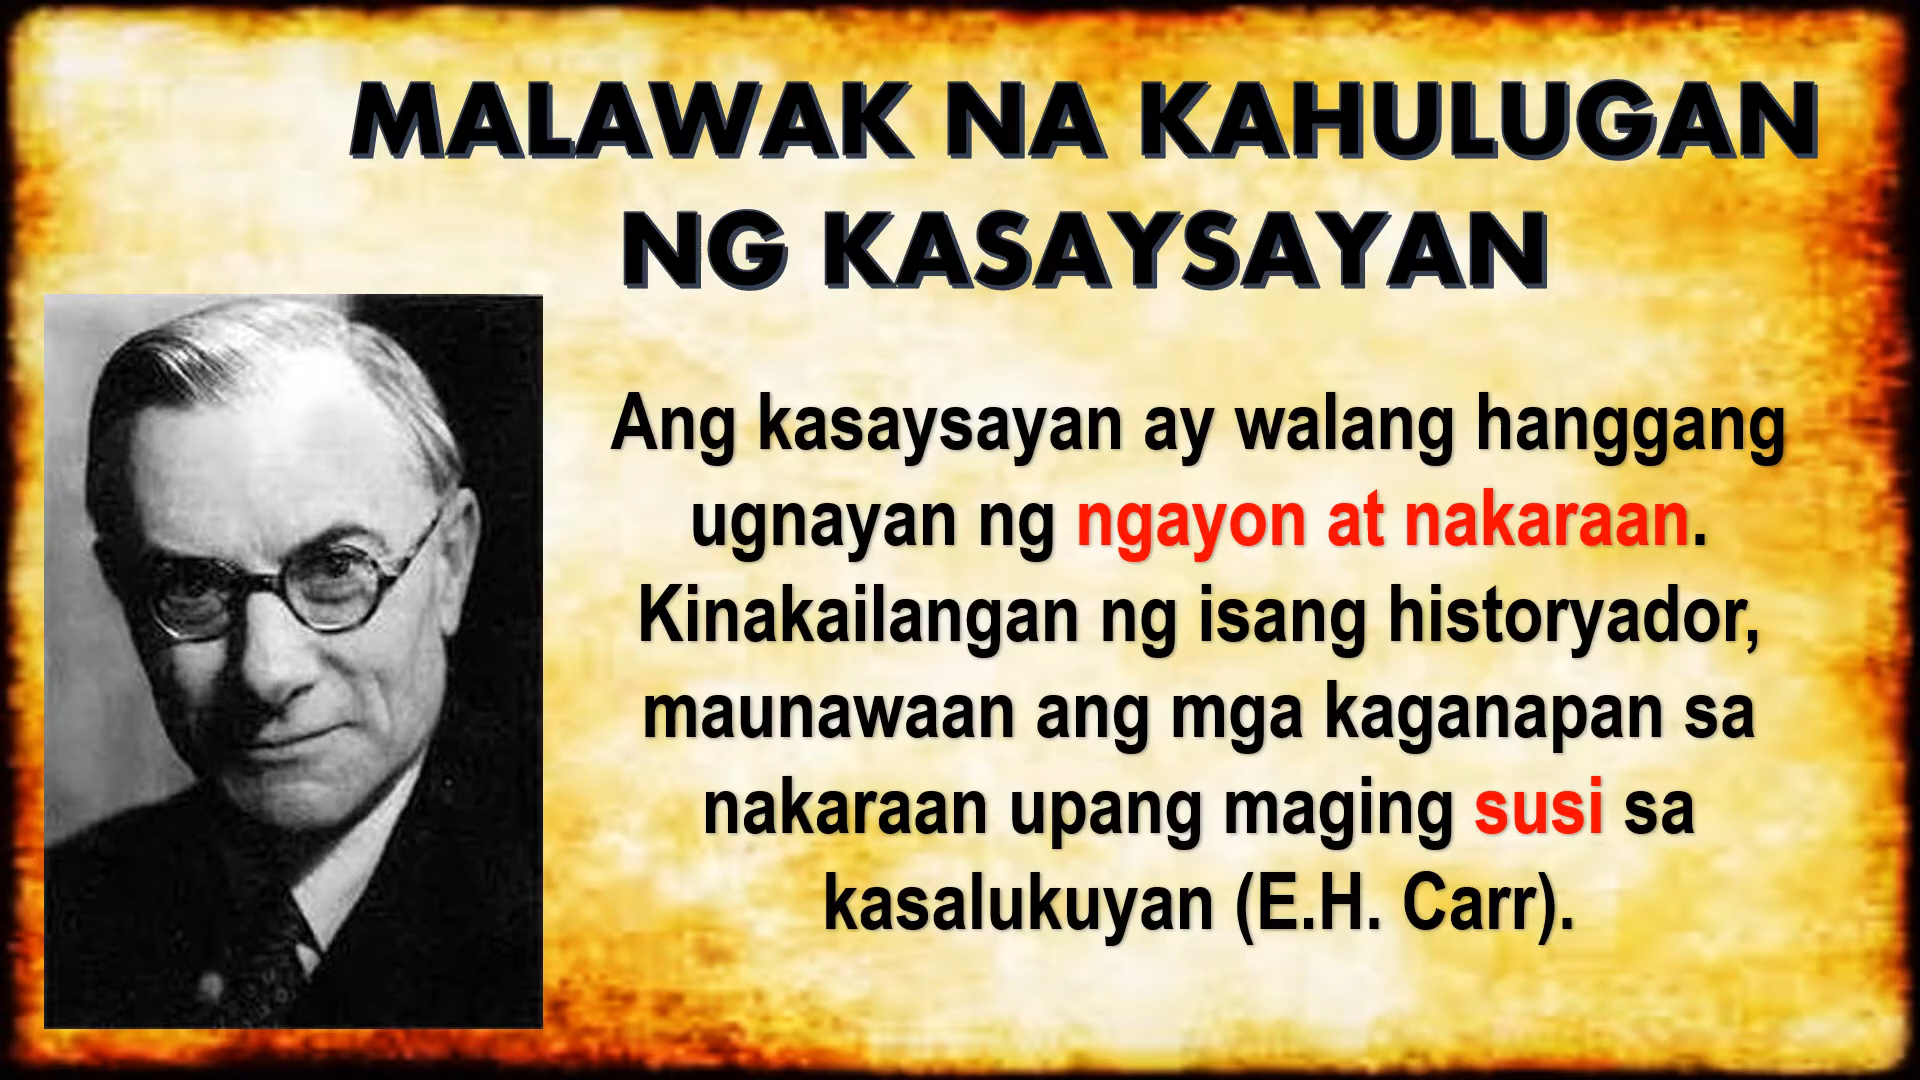 MALAWAK NA KAHULUGAN
NG KASAYSAYAN
Ang kasaysayan ay walang hanggang
ugnayan ng ngayon at nakaraan.
Kinakailangan ng isang historyador,
maunawaan ang mga kaganapan sa
nakaraan upang maging susi sa
kasalukuyan (E.H. Carr).